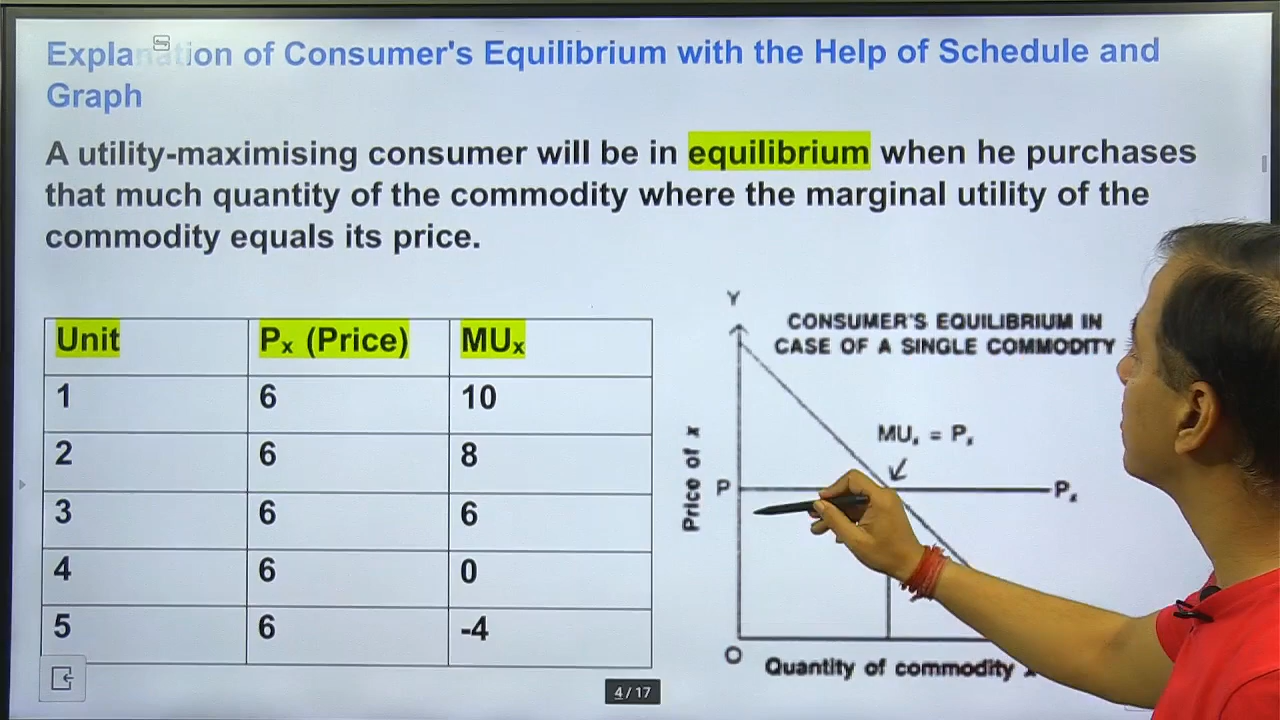 Explanation of Consumer's Equilibrium with the Help of Schedule and
Graph
A utility-maximising consumer will be in equilibrium when he purchases
that much quantity of the commodity where the marginal utility of the
commodity equals its price.
Unit Pₓ (Price) MUₓ
1 6 10
2 6 8
3 6 6
4 6 0
5 6 -4
Y
CONSUMER'S EQUILIBRIUM IN
CASE OF A SINGLE COMMODITY
MUₓ = Pₓ
Price of x
P
Pₓ
O
Quantity of commodity
4 / 17